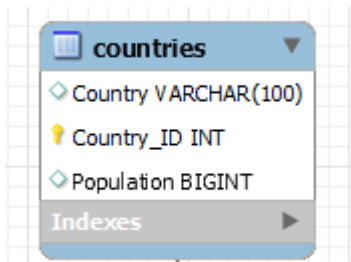 countries
Country VARCHAR(100)
Country_ID INT
Population BIGINT
Indexes